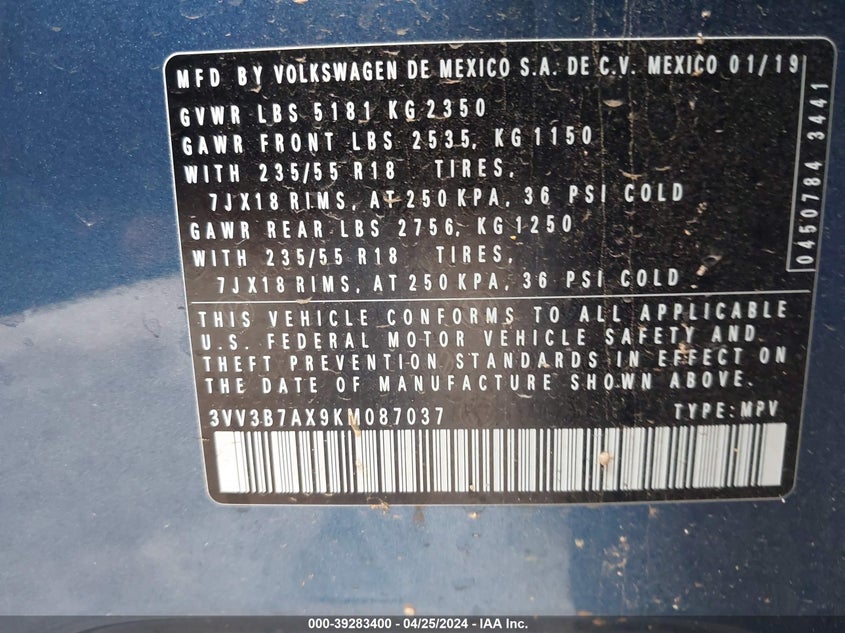 MFD BY VOLKSWAGEN DE MEXICO S.A. DE C.V. MEXICO 01/19
GVWR LBS 5181 KG 2350
GAWR FRONT LBS 2535, KG 1150
WITH 235/55 R18 TIRES,
7JX18 RIMS, AT 250 KPA, 36 PSI COLD
GAWR REAR LBS 2756, KG 1250
WITH 235/55 R18 TIRES,
7JX18 RIMS, AT 250 KPA, 36 PSI COLD.
0450784 3441
THIS VEHICLE CONFORMS TO ALL APPLICABLE
U.S. FEDERAL MOTOR VEHICLE SAFETY AND
THEFT PREVENTION STANDARDS IN EFFECT ON
THE DATE OF MANUFACTURE SHOWN ABOVE.
3VV3B7AX9KM087037 TYPE: MPV
000-39283400 - 04/25/2024 - IAA Inc.